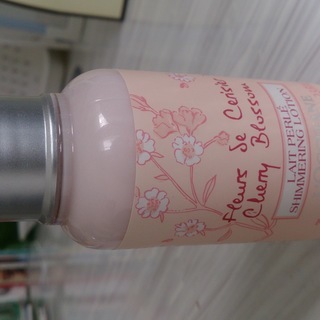 Fleurs de Cerisier
Cherry Blossom
LAIT PERLÉ
SHIMMERING LOTION